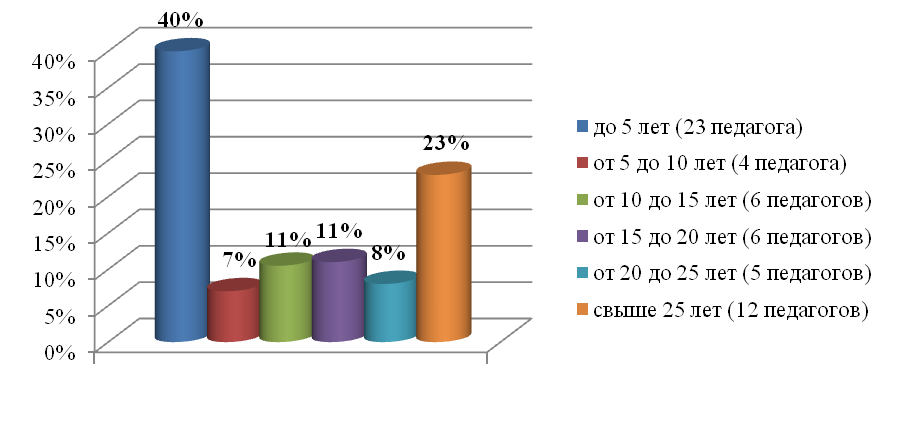 40%
40%
35%
30%
25%
20%
15%
10%
5%
0%
7%
11%
11%
8%
23%
до 5 лет (23 педагога)
от 5 до 10 лет (4 педагога)
от 10 до 15 лет (6 педагогов)
от 15 до 20 лет (6 педагогов)
от 20 до 25 лет (5 педагогов)
свыше 25 лет (12 педагогов)